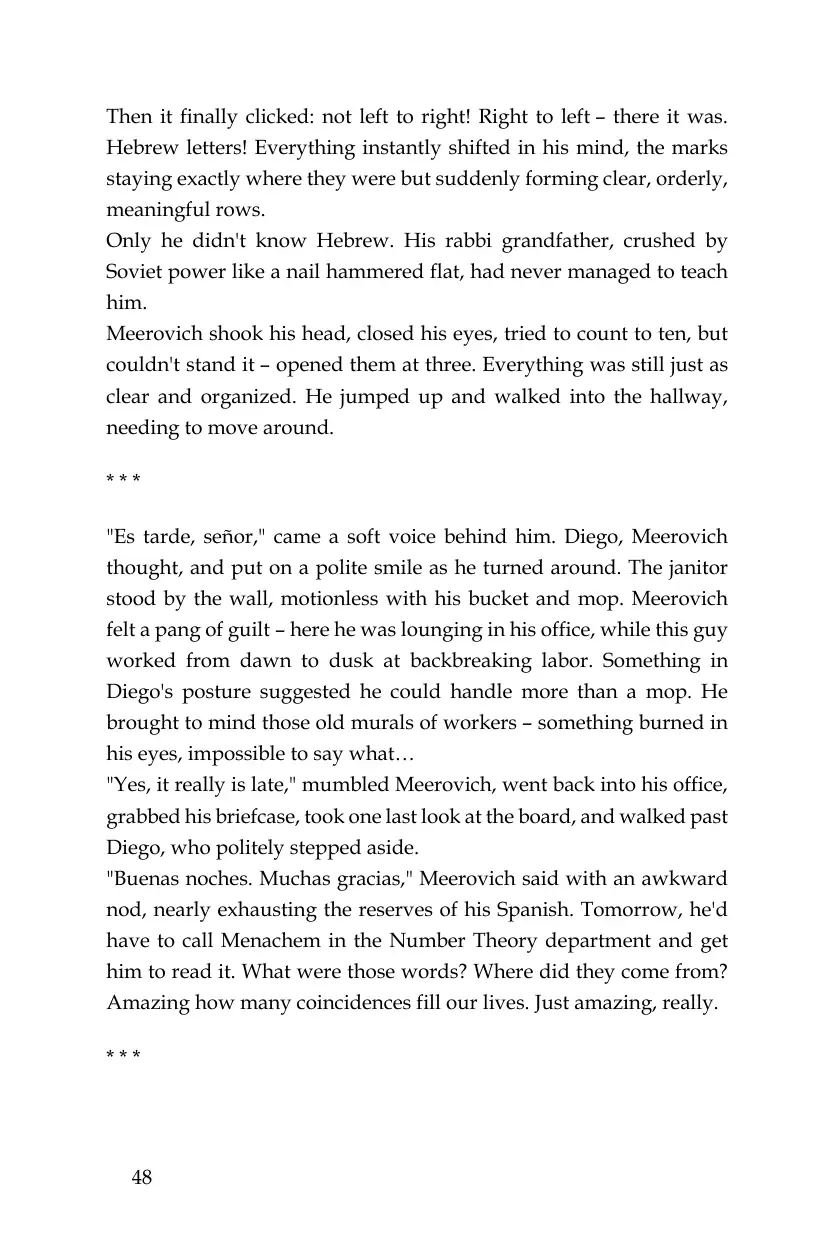 Then it finally clicked: not left to right! Right to left – there it was.
Hebrew letters! Everything instantly shifted in his mind, the marks
staying exactly where they were but suddenly forming clear, orderly,
meaningful rows.
Only he didn't know Hebrew. His rabbi grandfather, crushed by
Soviet power like a nail hammered flat, had never managed to teach
him.
Meerovich shook his head, closed his eyes, tried to count to ten, but
couldn't stand it – opened them at three. Everything was still just as
clear and organized. He jumped up and walked into the hallway,
needing to move around.
* * *
"Es tarde, señor," came a soft voice behind him. Diego, Meerovich
thought, and put on a polite smile as he turned around. The janitor
stood by the wall, motionless with his bucket and mop. Meerovich
felt a pang of guilt – here he was lounging in his office, while this guy
worked from dawn to dusk at backbreaking labor. Something in
Diego's posture suggested he could handle more than a mop. He
brought to mind those old murals of workers – something burned in
his eyes, impossible to say what…
"Yes, it really is late," mumbled Meerovich, went back into his office,
grabbed his briefcase, took one last look at the board, and walked past
Diego, who politely stepped aside.
"Buenas noches. Muchas gracias," Meerovich said with an awkward
nod, nearly exhausting the reserves of his Spanish. Tomorrow, he'd
have to call Menachem in the Number Theory department and get
him to read it. What were those words? Where did they come from?
Amazing how many coincidences fill our lives. Just amazing, really.
* * *
48